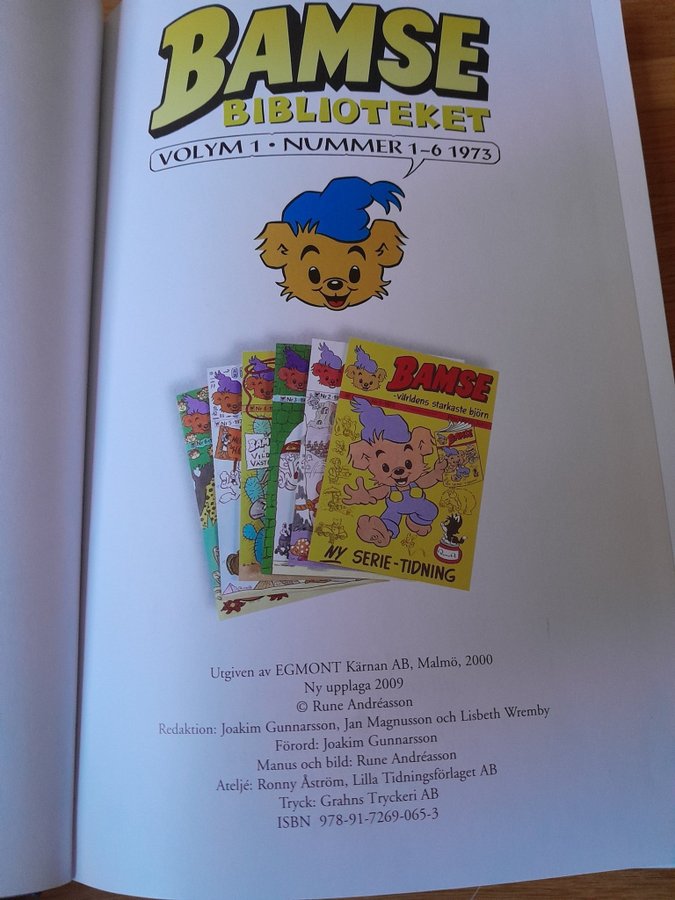 BAMSE
BIBLIOTEKET
VOLYM 1 • NUMMER 1-6 1973
BAMSE
-världens starkaste björn
BAMSE
NY SERIE-TIDNING
Utgiven av EGMONT Kärnan AB, Malmö, 2000
Ny upplaga 2009
© Rune Andréasson
Redaktion: Joakim Gunnarsson, Jan Magnusson och Lisbeth Wremby
Förord: Joakim Gunnarsson
Manus och bild: Rune Andréasson
Ateljé: Ronny Åström, Lilla Tidningsförlaget AB
Tryck: Grahns Tryckeri AB
ISBN 978-91-7269-065-3